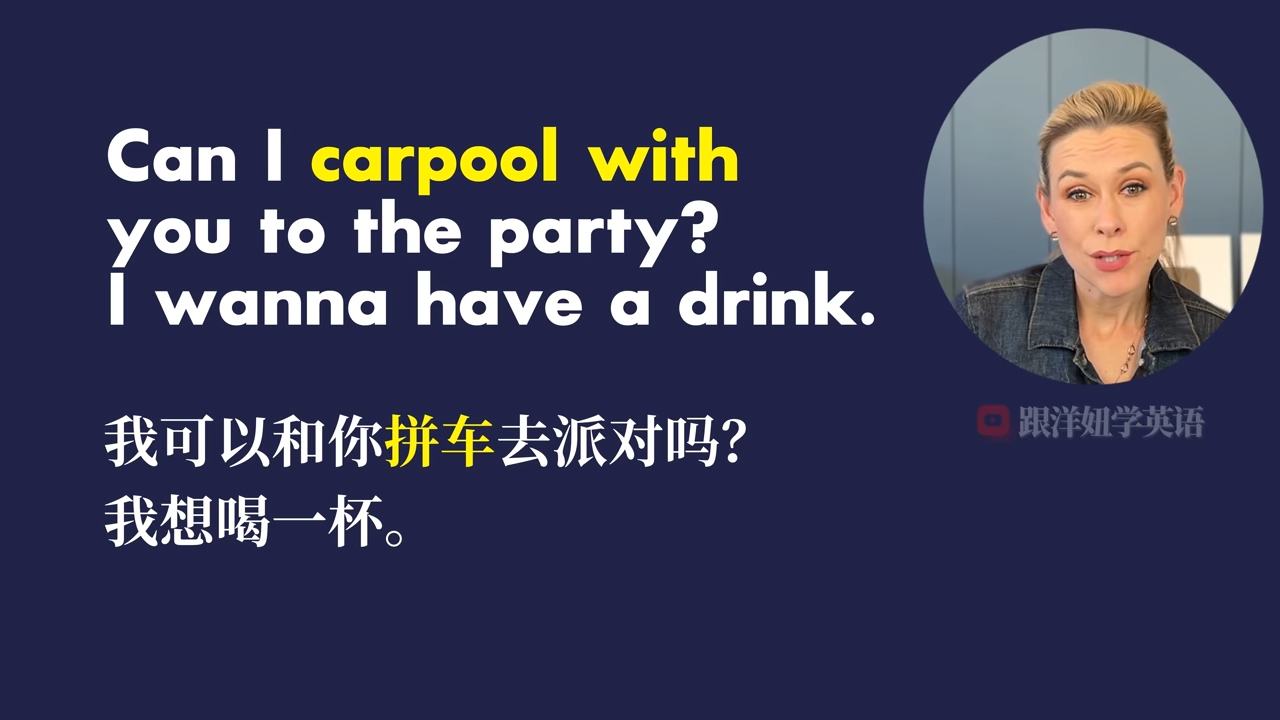 Can I carpool with
you to the party?
I wanna have a drink.
我可以和你拼车去派对吗？
我想喝一杯。
跟洋妞学英语